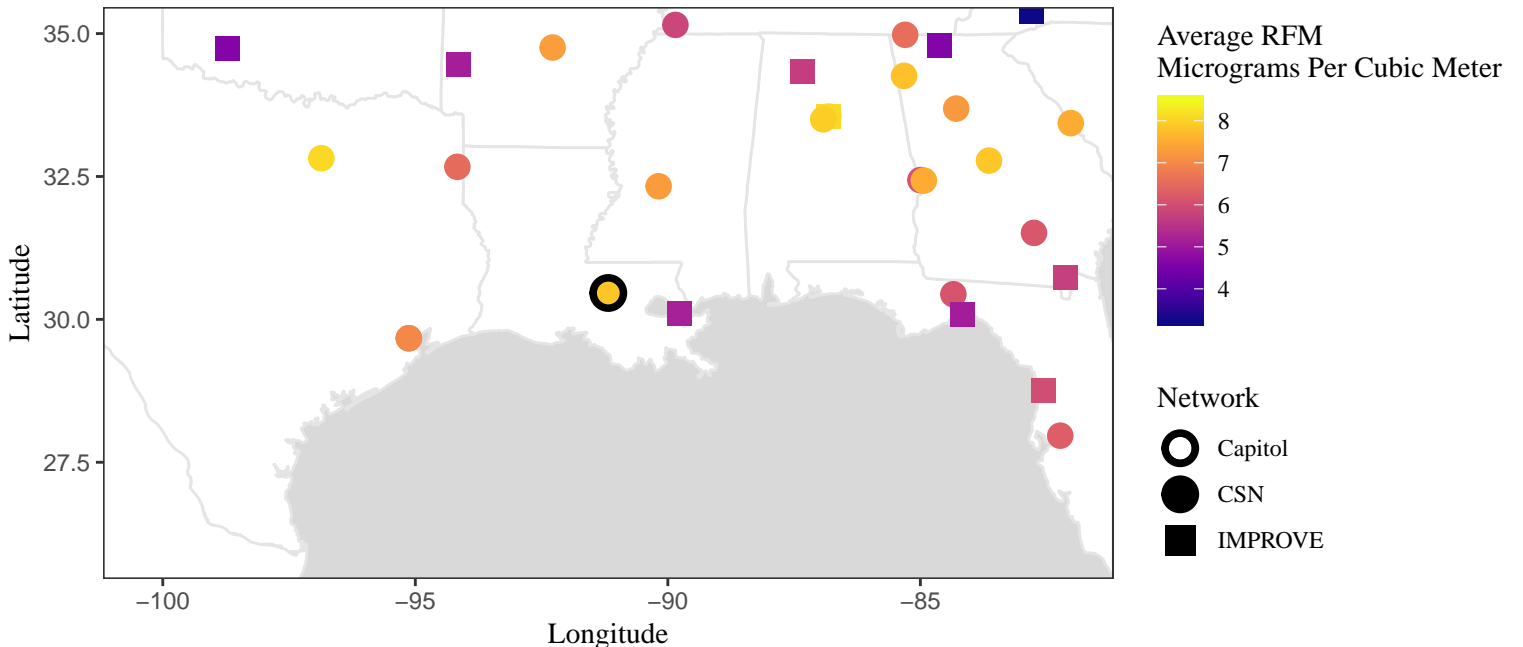 35.0
32.5
30.0
27.5
Latitude
−100
−95
−90
−85
Longitude
Average RFM
Micrograms Per Cubic Meter
8
7
6
5
4
Network
Capitol
CSN
IMPROVE